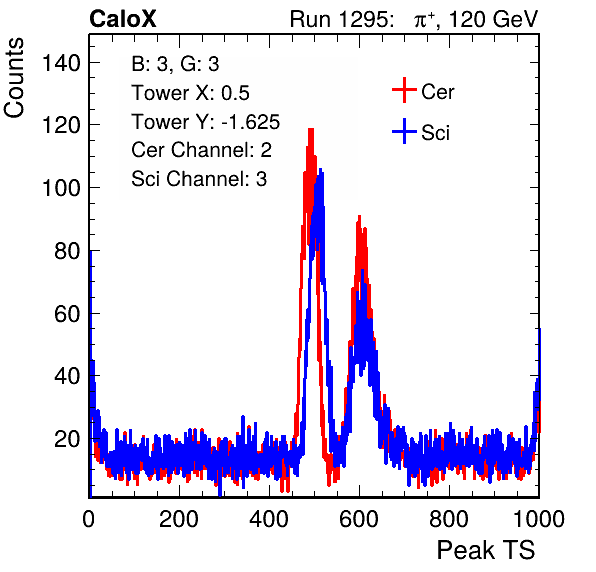 CaloX Run 1295: π⁺, 120 GeV
Counts
B: 3, G: 3
Tower X: 0.5
Tower Y: -1.625
Cer Channel: 2
Sci Channel: 3
Cer
Sci
140
120
100
80
60
40
20
0 200 400 600 800 1000
Peak TS